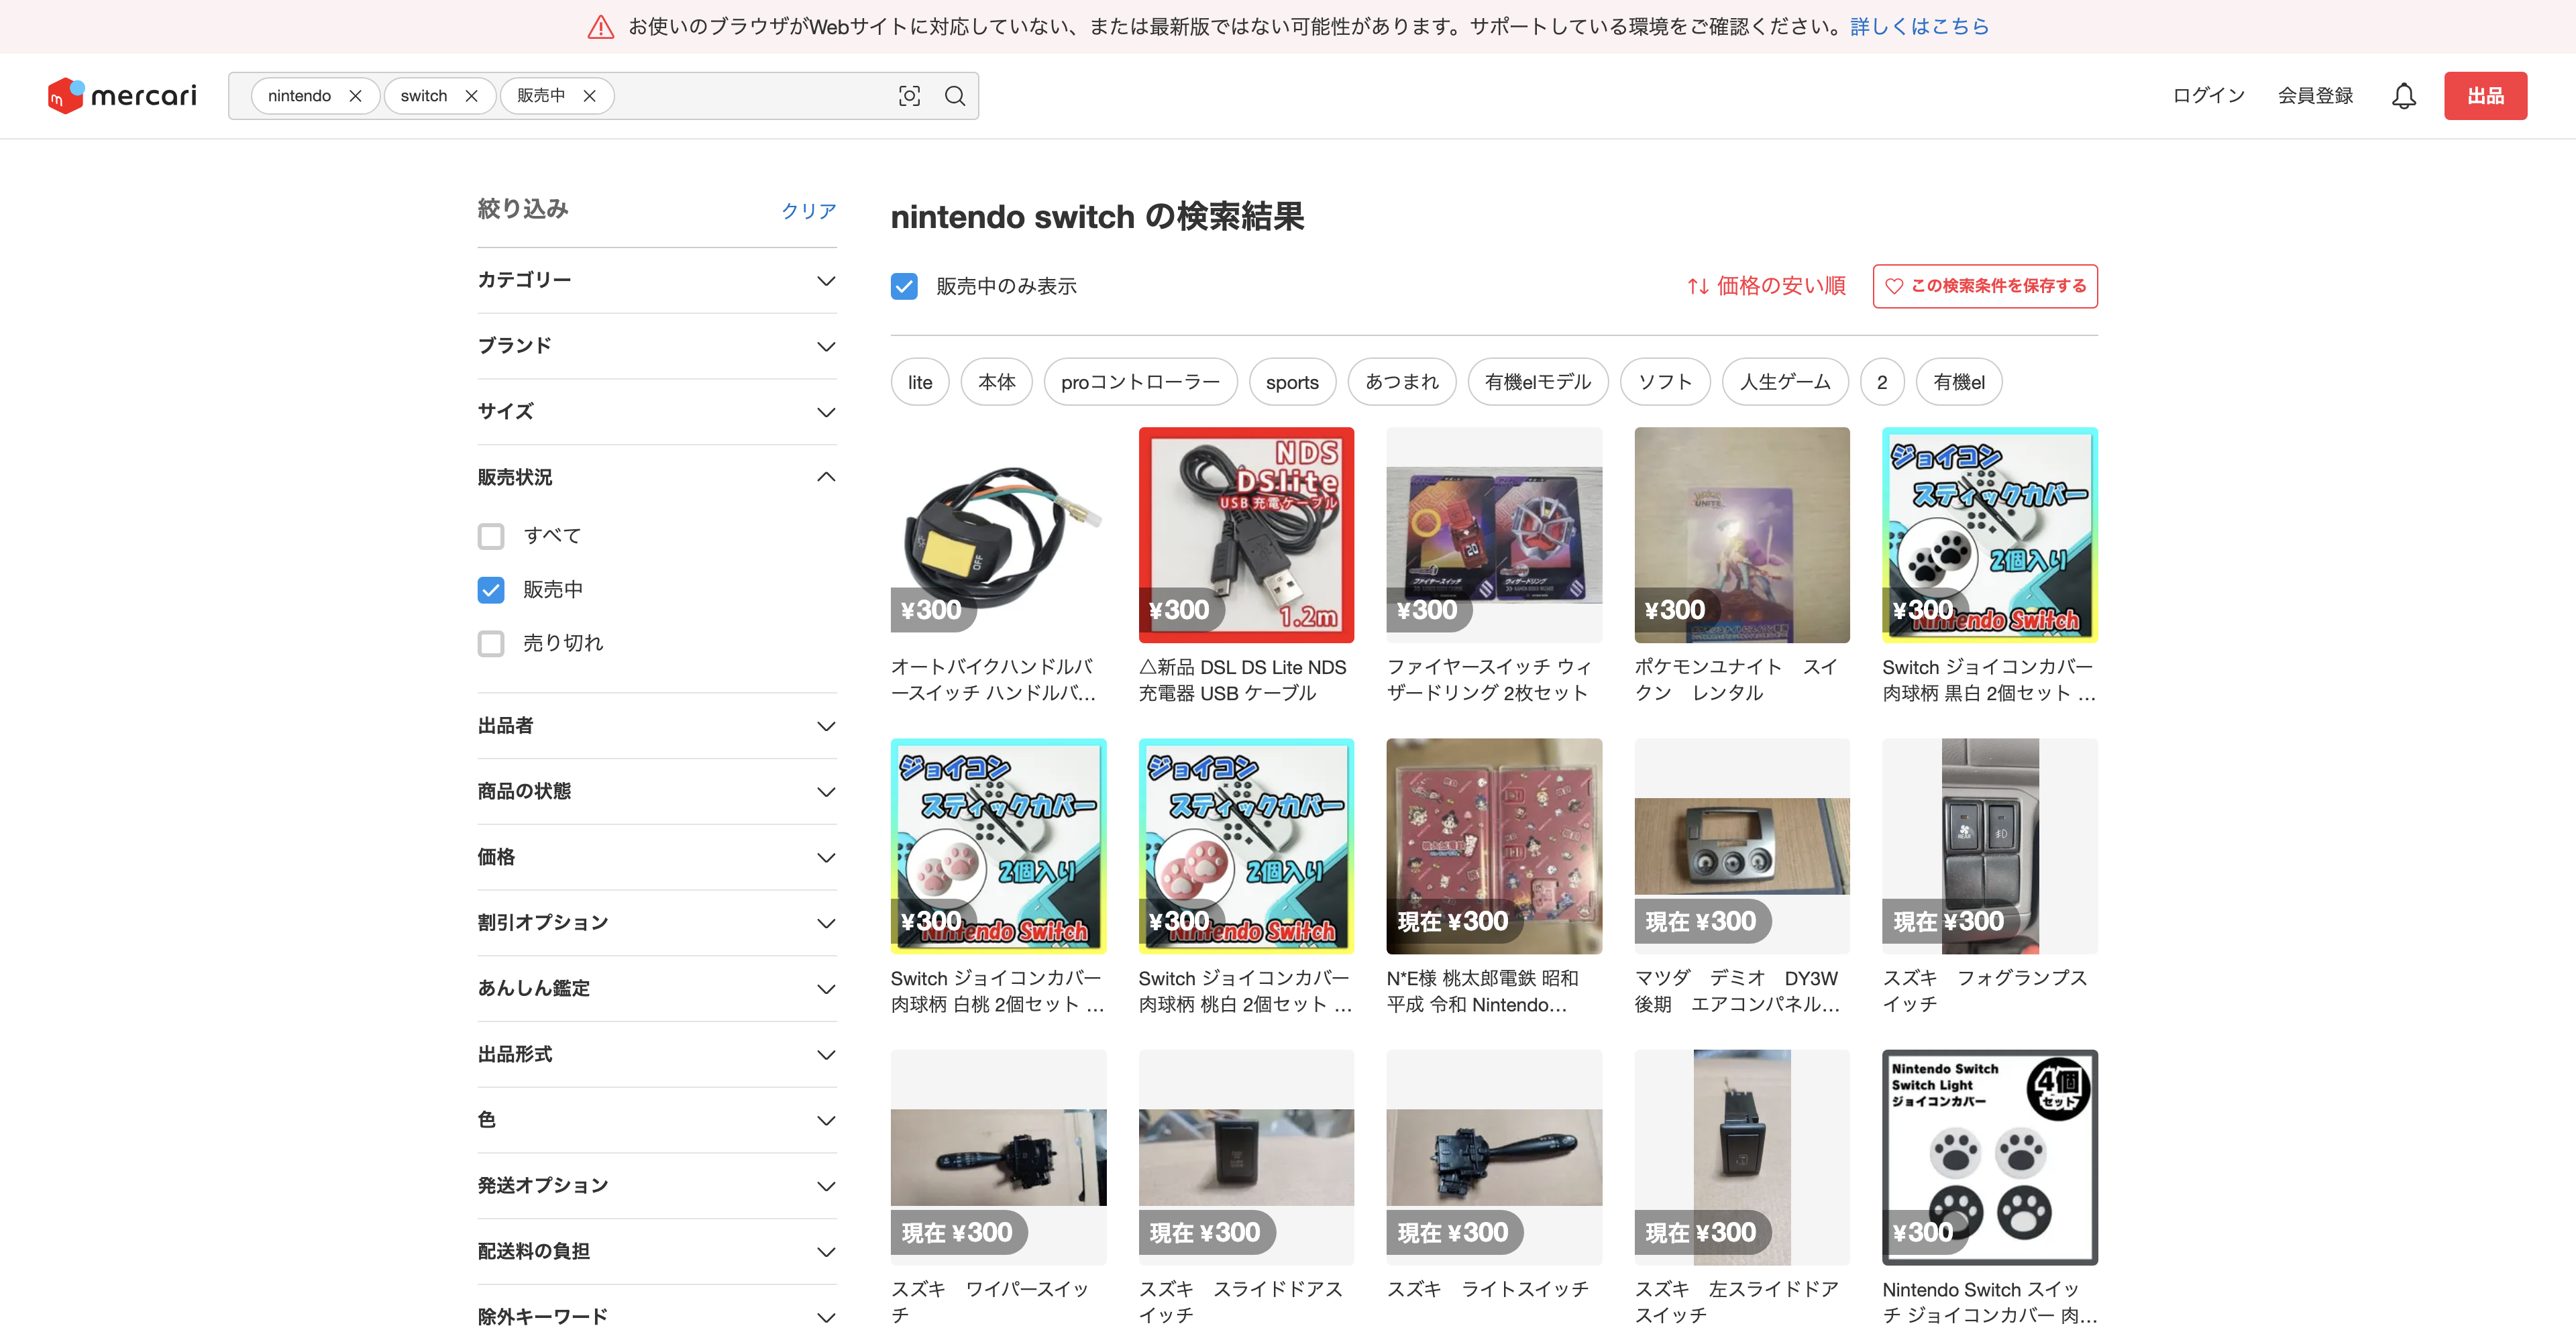 お使いのブラウザがWebサイトに対応していない、または最新版ではない可能性があります。サポートしている環境をご確認ください。詳しくはこちら
mercari
nintendo
switch
販売中
ログイン
会員登録
出品
絞り込み
クリア
カテゴリー
ブランド
サイズ
販売状況
すべて
販売中
売り切れ
出品者
商品の状態
価格
割引オプション
あんしん鑑定
出品形式
色
発送オプション
配送料の負担
除外キーワード
nintendo switch の検索結果
販売中のみ表示
価格の安い順
この検索条件を保存する
lite
本体
proコントローラー
sports
あつまれ
有機elモデル
ソフト
人生ゲーム
2
有機el
OFF
¥300
オートバイクハンドルバ
ースイッチ ハンドルバ…
NDS
DSlite
USB 充電ケーブル
1.2m
¥300
△新品 DSL DS Lite NDS
充電器 USB ケーブル
ファイヤースイッチ
ウィザードリング
¥300
ファイヤースイッチ ウィ
ザードリング 2枚セット
UNITE
¥300
ポケモンユナイト　スイ
クン　レンタル
ジョイコン
スティックカバー
2個入り
Nintendo Switch
¥300
Switch ジョイコンカバー
肉球柄 黒白 2個セット …
ジョイコン
スティックカバー
2個入り
Nintendo Switch
¥300
Switch ジョイコンカバー
肉球柄 白桃 2個セット …
ジョイコン
スティックカバー
2個入り
Nintendo Switch
¥300
Switch ジョイコンカバー
肉球柄 桃白 2個セット …
現在 ¥300
N*E様 桃太郎電鉄 昭和
平成 令和 Nintendo…
現在 ¥300
マツダ　デミオ　DY3W
後期　エアコンパネル…
現在 ¥300
スズキ　フォグランプス
イッチ
現在 ¥300
スズキ　ワイパースイッ
チ
現在 ¥300
スズキ　スライドドアス
イッチ
現在 ¥300
スズキ　ライトスイッチ
現在 ¥300
スズキ　左スライドドア
スイッチ
Nintendo Switch
Switch Light
ジョイコンカバー
4個
セット
¥300
Nintendo Switch スイッ
チ ジョイコンカバー 肉…